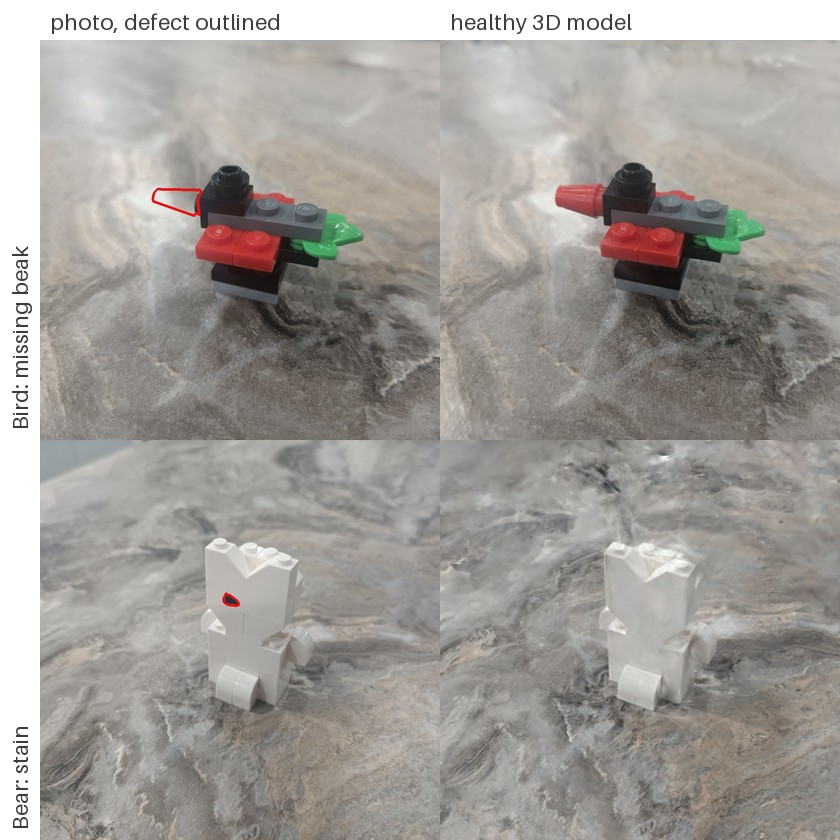 photo, defect outlined
healthy 3D model
Bird: missing beak
Bear: stain